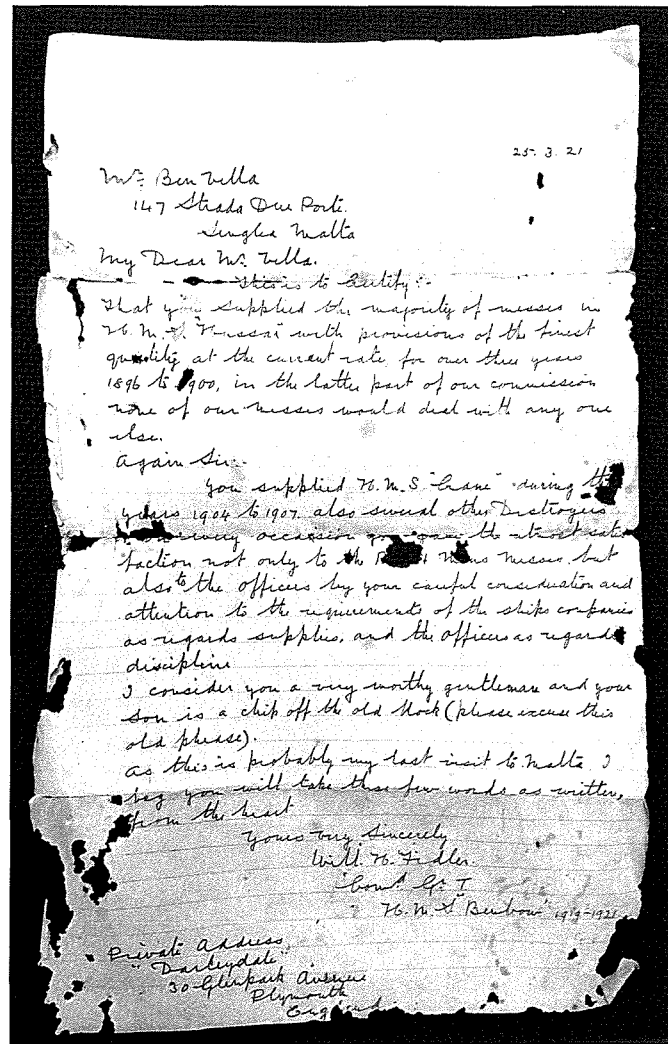 25.3.21
Mr. Ben Villa
147 Strada Due Porte.
Senglea Malta
My Dear Mr. Villa.
This is to Certify:-
That you supplied the majority of messes in
H.M.S. Hussar with provisions of the finest
quality at the current rate, for over three years
1896 to 1900, in the latter part of our commission
none of our messes would deal with any one
else.
Again Sir:-
You supplied H.M.S. "Crane" during the
years 1904 to 1907 also several other Destroyers
every occasion you gave the utmost satis
faction not only to the Mens Messes, but
also to the officers by your careful consideration and
attention to the requirements of the ships companies
as regards supplies, and the officers as regards
discipline
I consider you a very worthy gentleman and your
son is a chip off the old block (please excuse this
old phrase).
As this is probably my last visit to Malta I
beg you will take these few words as written,
from the heart
Yours very Sincerely
Will. H. Fidler.
G. I.
H.M.S "Benbow" 1919-1921
Private Address
"Darleydale"
30 Glenpark Avenue
Plymouth
England